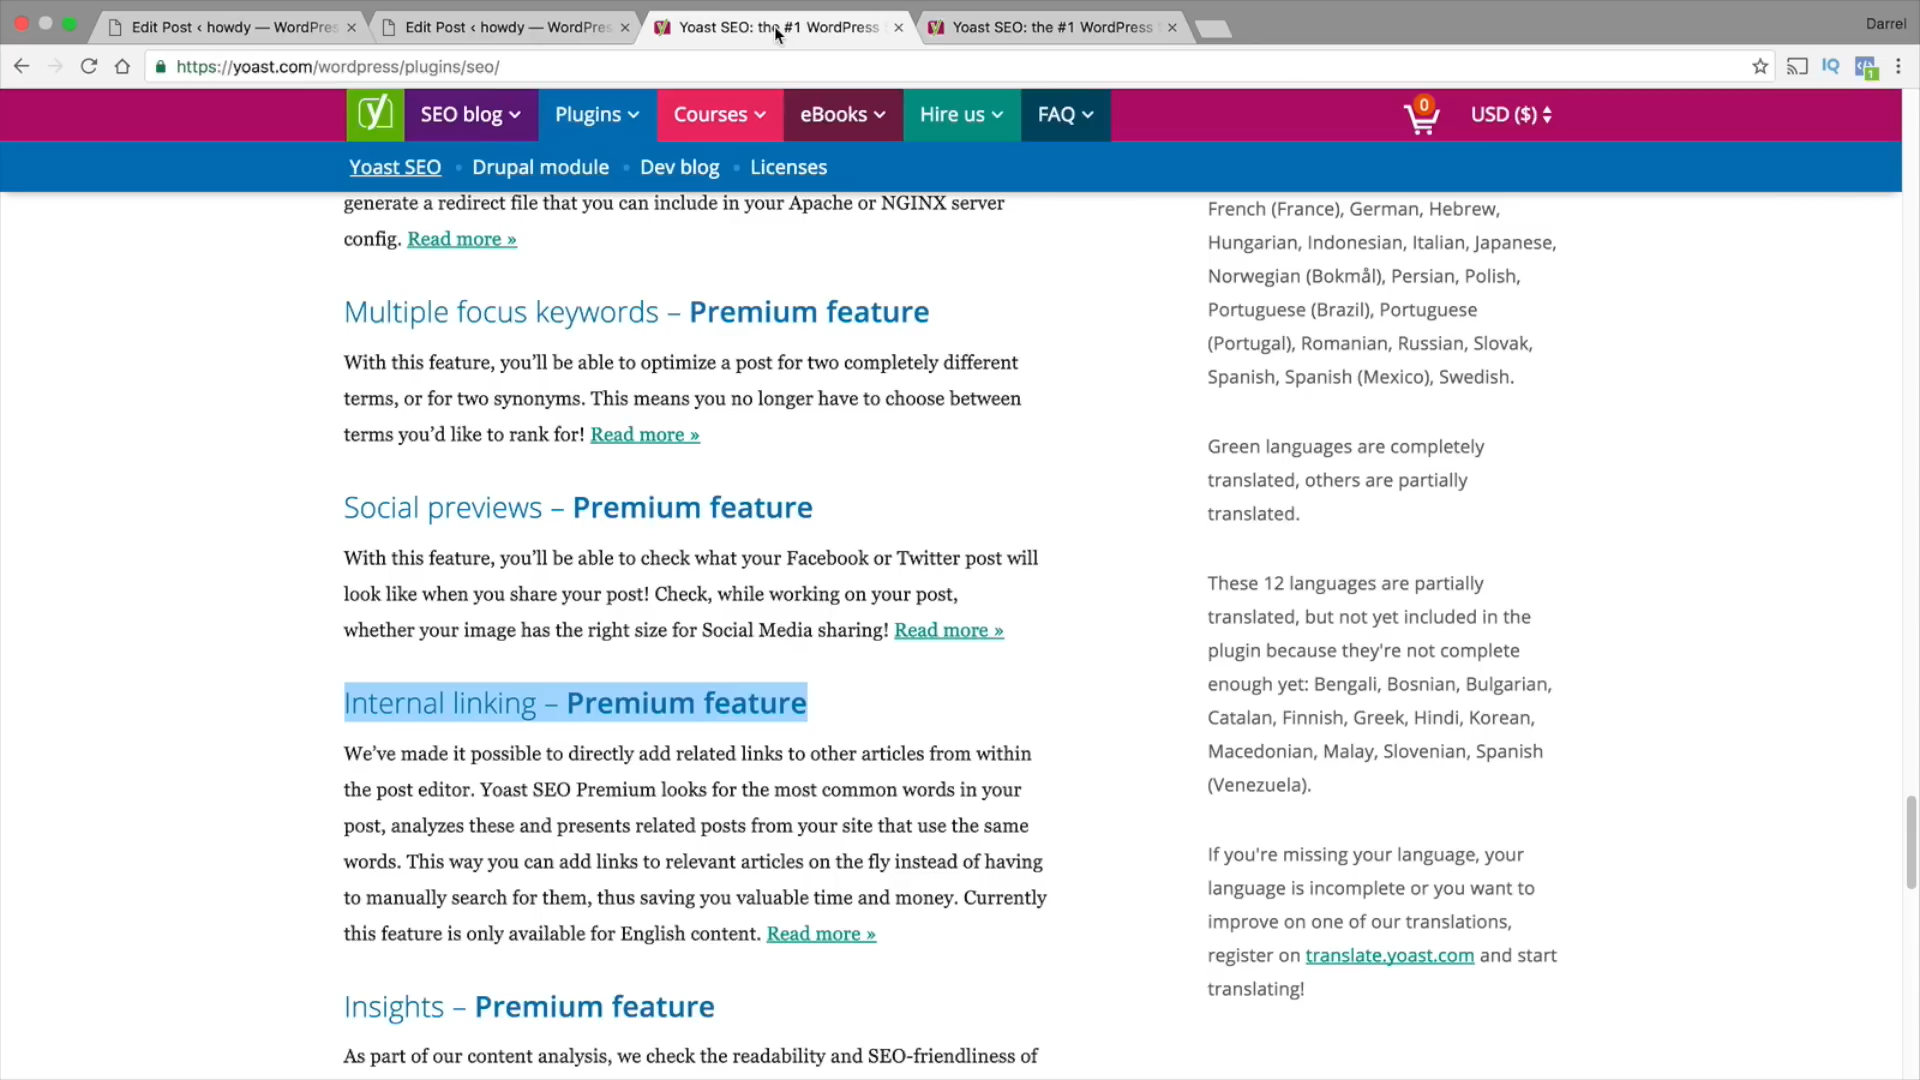 Edit Post ‹ howdy — WordPres
Edit Post ‹ howdy — WordPres
Yoast SEO: the #1 WordPress
Yoast SEO: the #1 WordPress
Darrel
https://yoast.com/wordpress/plugins/seo/
IQ
1
y
SEO blog
Plugins
Courses
eBooks
Hire us
FAQ
0
USD ($)
Yoast SEO • Drupal module • Dev blog • Licenses
generate a redirect file that you can include in your Apache or NGINX server
config. Read more »
Multiple focus keywords – Premium feature
With this feature, you’ll be able to optimize a post for two completely different
terms, or for two synonyms. This means you no longer have to choose between
terms you’d like to rank for! Read more »
Social previews – Premium feature
With this feature, you’ll be able to check what your Facebook or Twitter post will
look like when you share your post! Check, while working on your post,
whether your image has the right size for Social Media sharing! Read more »
Internal linking – Premium feature
We’ve made it possible to directly add related links to other articles from within
the post editor. Yoast SEO Premium looks for the most common words in your
post, analyzes these and presents related posts from your site that use the same
words. This way you can add links to relevant articles on the fly instead of having
to manually search for them, thus saving you valuable time and money. Currently
this feature is only available for English content. Read more »
Insights – Premium feature
As part of our content analysis, we check the readability and SEO-friendliness of
French (France), German, Hebrew,
Hungarian, Indonesian, Italian, Japanese,
Norwegian (Bokmål), Persian, Polish,
Portuguese (Brazil), Portuguese
(Portugal), Romanian, Russian, Slovak,
Spanish, Spanish (Mexico), Swedish.
Green languages are completely
translated, others are partially
translated.
These 12 languages are partially
translated, but not yet included in the
plugin because they're not complete
enough yet: Bengali, Bosnian, Bulgarian,
Catalan, Finnish, Greek, Hindi, Korean,
Macedonian, Malay, Slovenian, Spanish
(Venezuela).
If you're missing your language, your
language is incomplete or you want to
improve on one of our translations,
register on translate.yoast.com and start
translating!